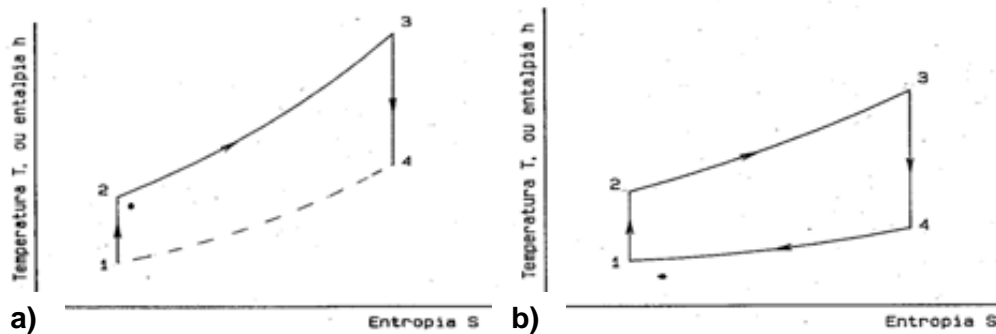 Temperatura T, ou entalpia h
1
2
3
4
Entropia S
a)
Temperatura T, ou entalpia h
1
2
3
4
Entropia S
b)